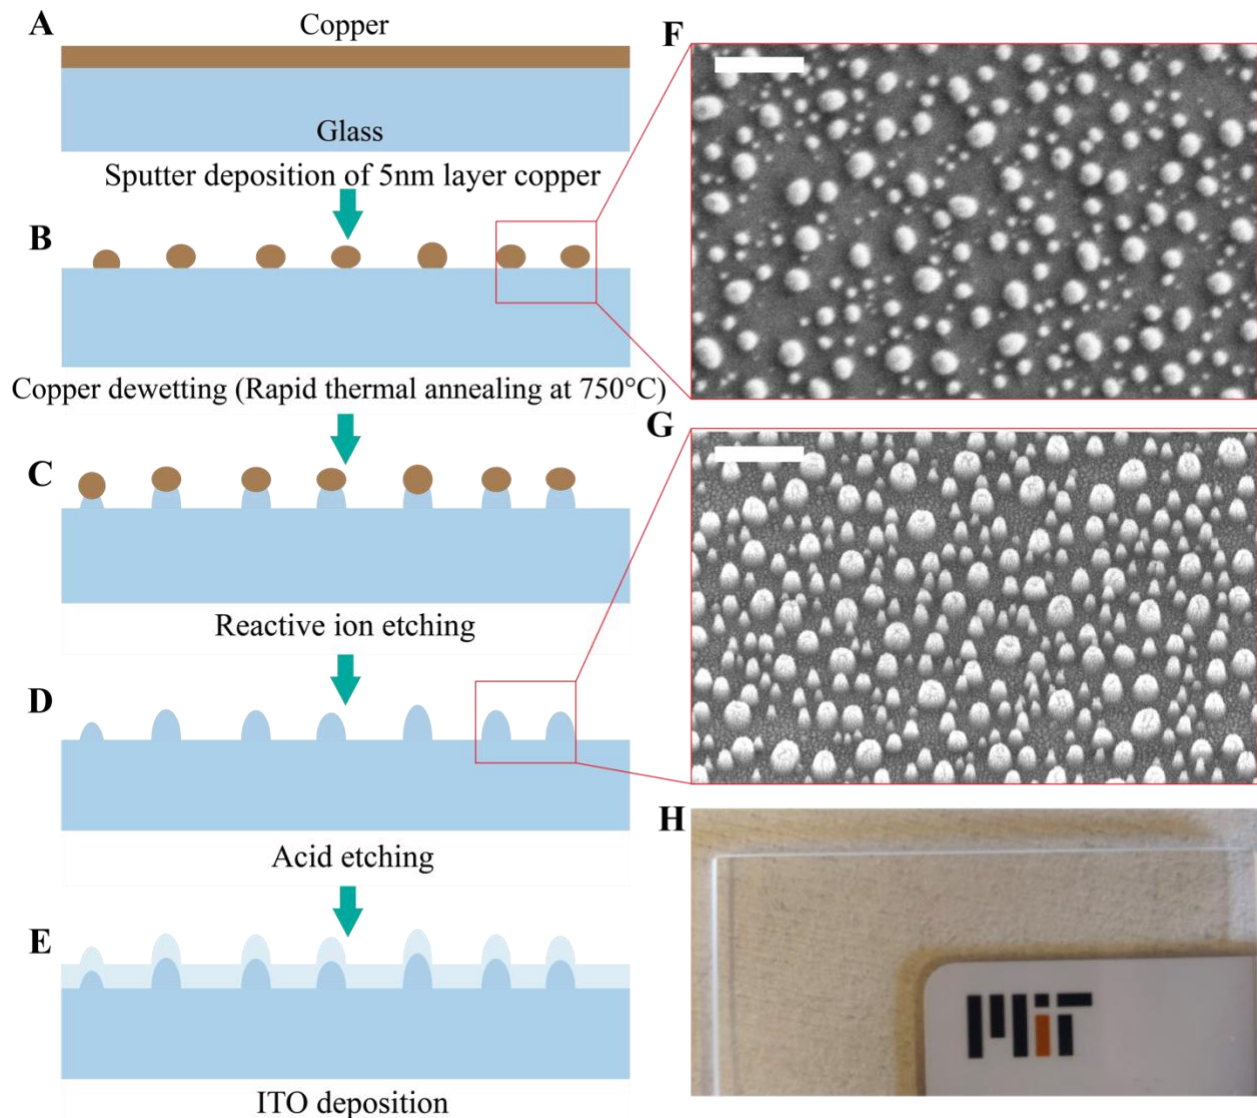 A
Copper
Glass
Sputter deposition of 5nm layer copper
B
Copper dewetting (Rapid thermal annealing at 750°C)
C
Reactive ion etching
D
Acid etching
E
ITO deposition
F
G
H
MIT